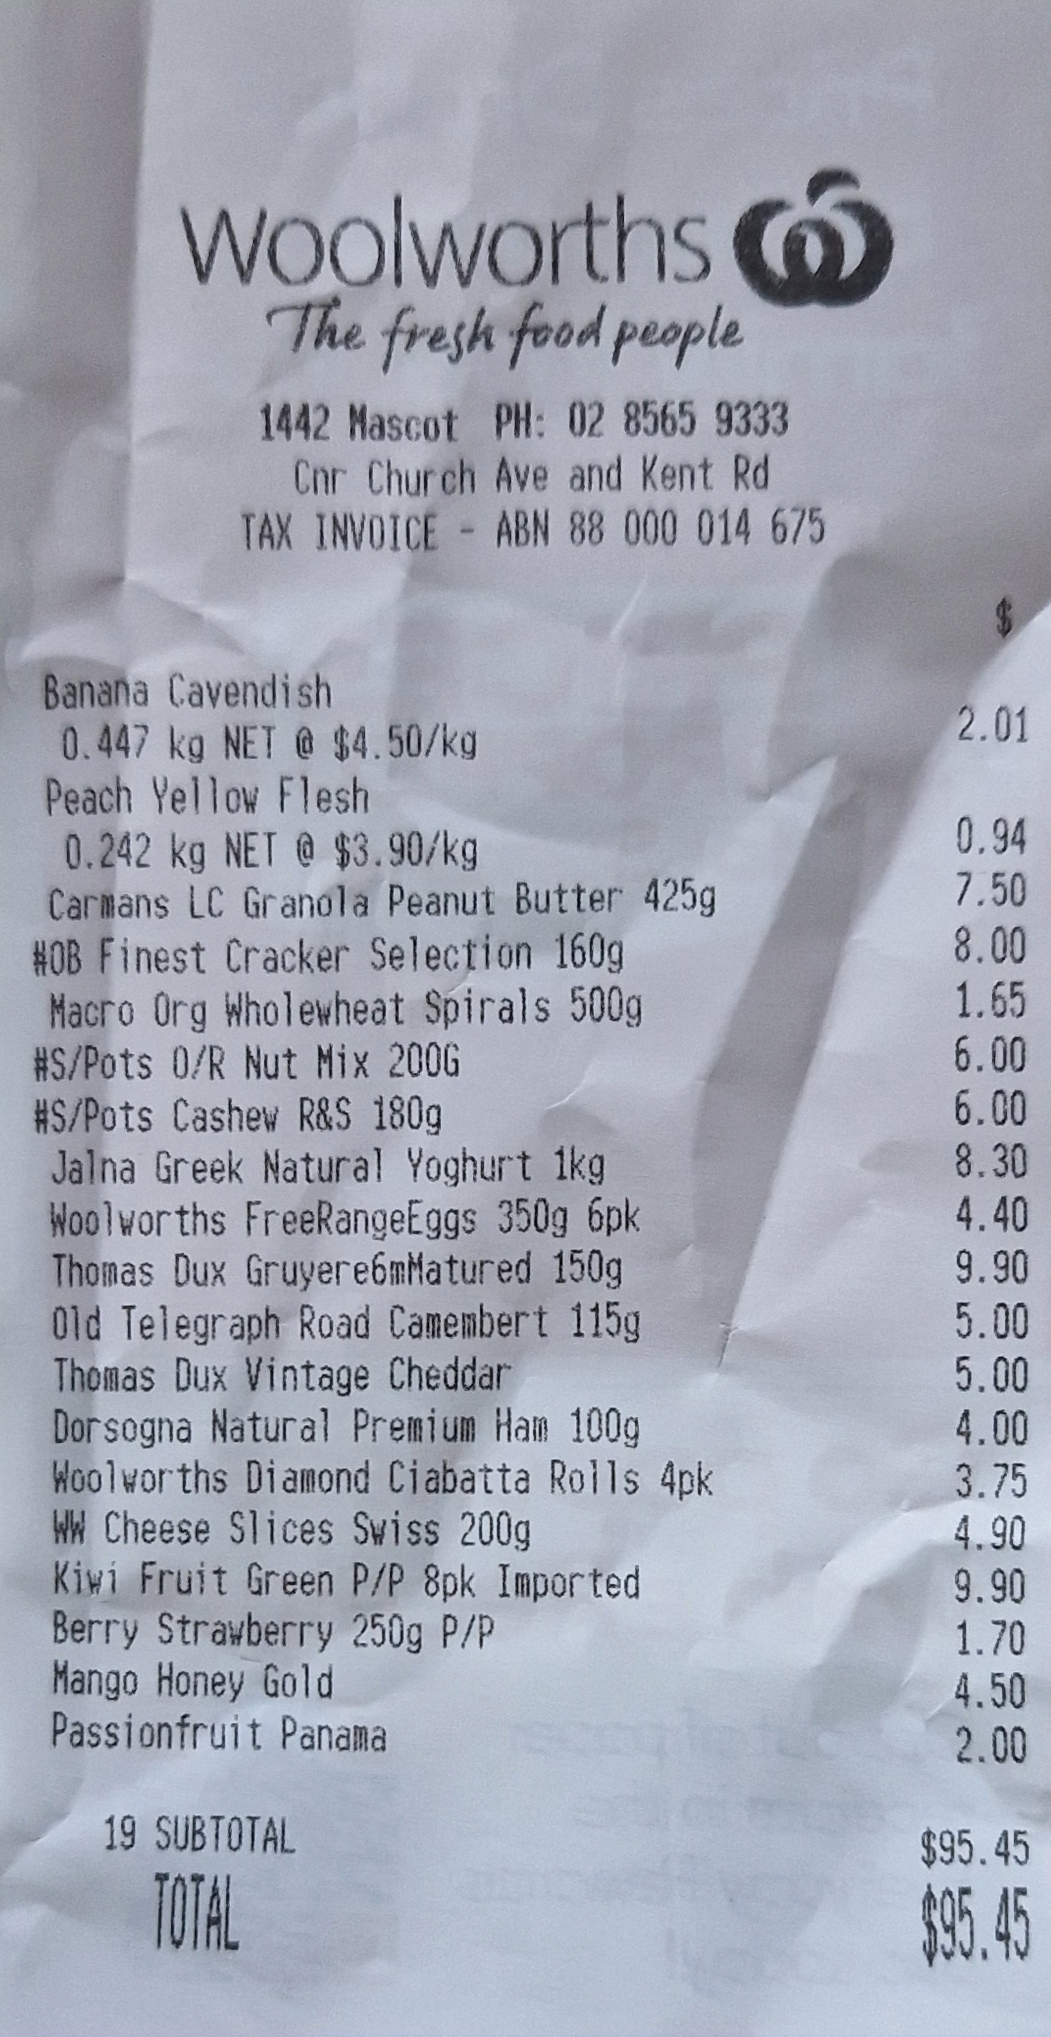 Woolworths
The fresh food people
1442 Mascot PH: 02 8565 9333
Cnr Church Ave and Kent Rd
TAX INVOICE - ABN 88 000 014 675
$
Banana Cavendish
0.447 kg NET @ $4.50/kg 2.01
Peach Yellow Flesh
0.242 kg NET @ $3.90/kg 0.94
Carmans LC Granola Peanut Butter 425g 7.50
#OB Finest Cracker Selection 160g 8.00
Macro Org Wholewheat Spirals 500g 1.65
#S/Pots O/R Nut Mix 200G 6.00
#S/Pots Cashew R&S 180g 6.00
Jalna Greek Natural Yoghurt 1kg 8.30
Woolworths FreeRangeEggs 350g 6pk 4.40
Thomas Dux Gruyere6mMatured 150g 9.90
Old Telegraph Road Camembert 115g 5.00
Thomas Dux Vintage Cheddar 5.00
Dorsogna Natural Premium Ham 100g 4.00
Woolworths Diamond Ciabatta Rolls 4pk 3.75
WW Cheese Slices Swiss 200g 4.90
Kiwi Fruit Green P/P 8pk Imported 9.90
Berry Strawberry 250g P/P 1.70
Mango Honey Gold 4.50
Passionfruit Panama 2.00
19 SUBTOTAL $95.45
TOTAL $95.45